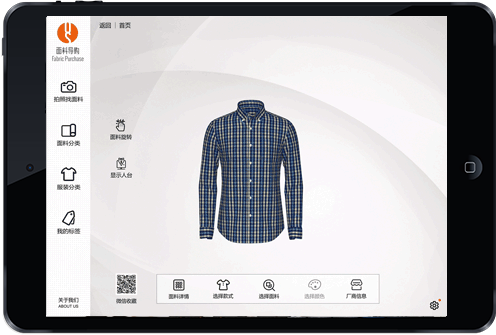 返回 | 首页
面料导购
Fabric Purchase
拍照找面料
面料分类
服装分类
我的标签
关于我们
ABOUT US
面料旋转
显示人台
微信收藏
面料详情
选择款式
选择面料
选择颜色
厂商信息